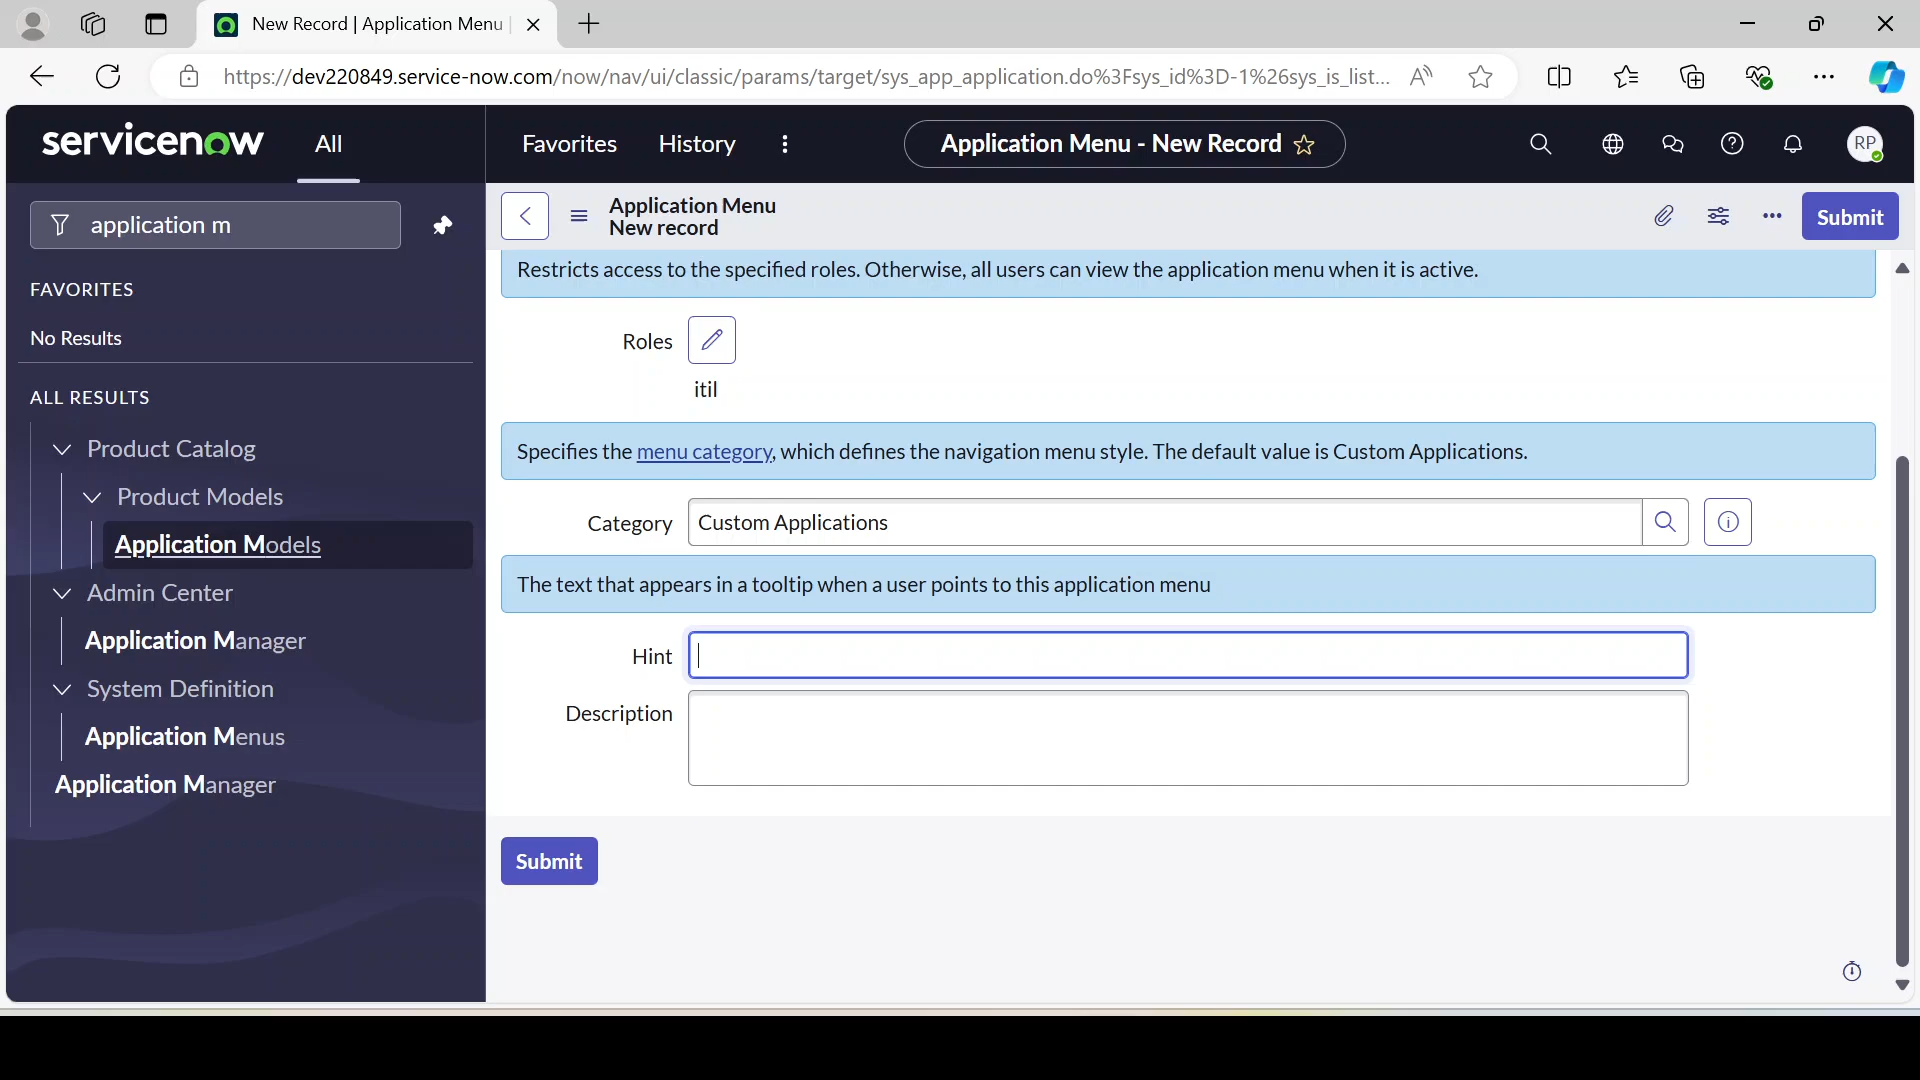 New Record | Application Menu |
https://dev220849.service-now.com/now/nav/ui/classic/params/target/sys_app_application.do%3Fsys_id%3D-1%26sys_is_list...
servicenow
All
Favorites
History
Application Menu - New Record
RP
application m
FAVORITES
No Results
ALL RESULTS
Product Catalog
Product Models
Application Models
Admin Center
Application Manager
System Definition
Application Menus
Application Manager
Application Menu
New record
Submit
Restricts access to the specified roles. Otherwise, all users can view the application menu when it is active.
Roles
itil
Specifies the menu category, which defines the navigation menu style. The default value is Custom Applications.
Category Custom Applications
The text that appears in a tooltip when a user points to this application menu
Hint
Description
Submit